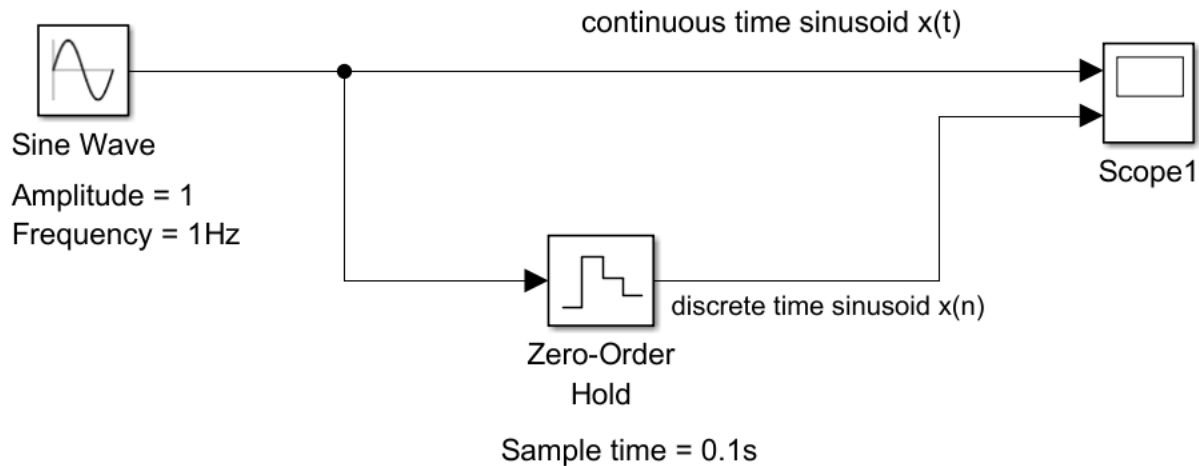 continuous time sinusoid x(t)
Sine Wave
Amplitude = 1
Frequency = 1Hz
Scope1
discrete time sinusoid x(n)
Zero-Order
Hold
Sample time = 0.1s